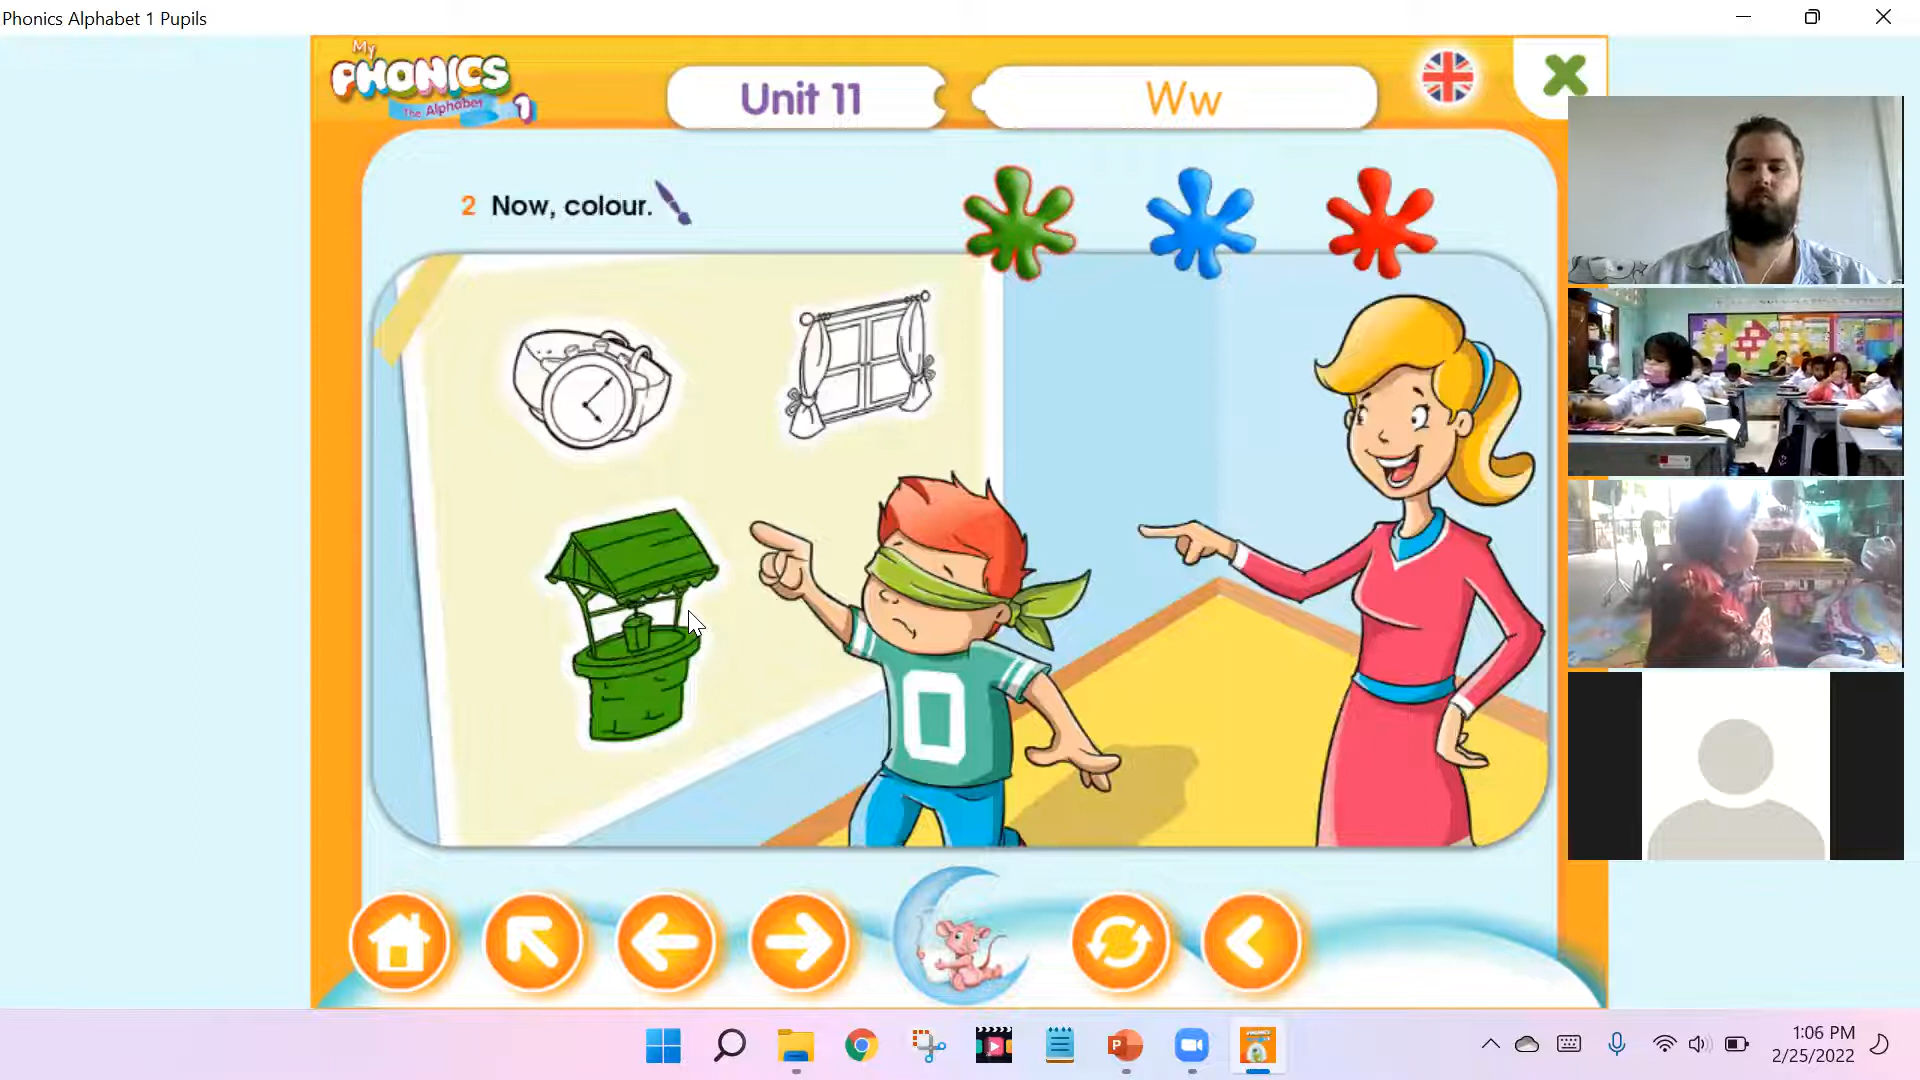 Phonics Alphabet 1 Pupils
My
PHONICS
The Alphabet 1
Unit 11
Ww
2 Now, colour.
0
P
PHONICS
1:06 PM
2/25/2022